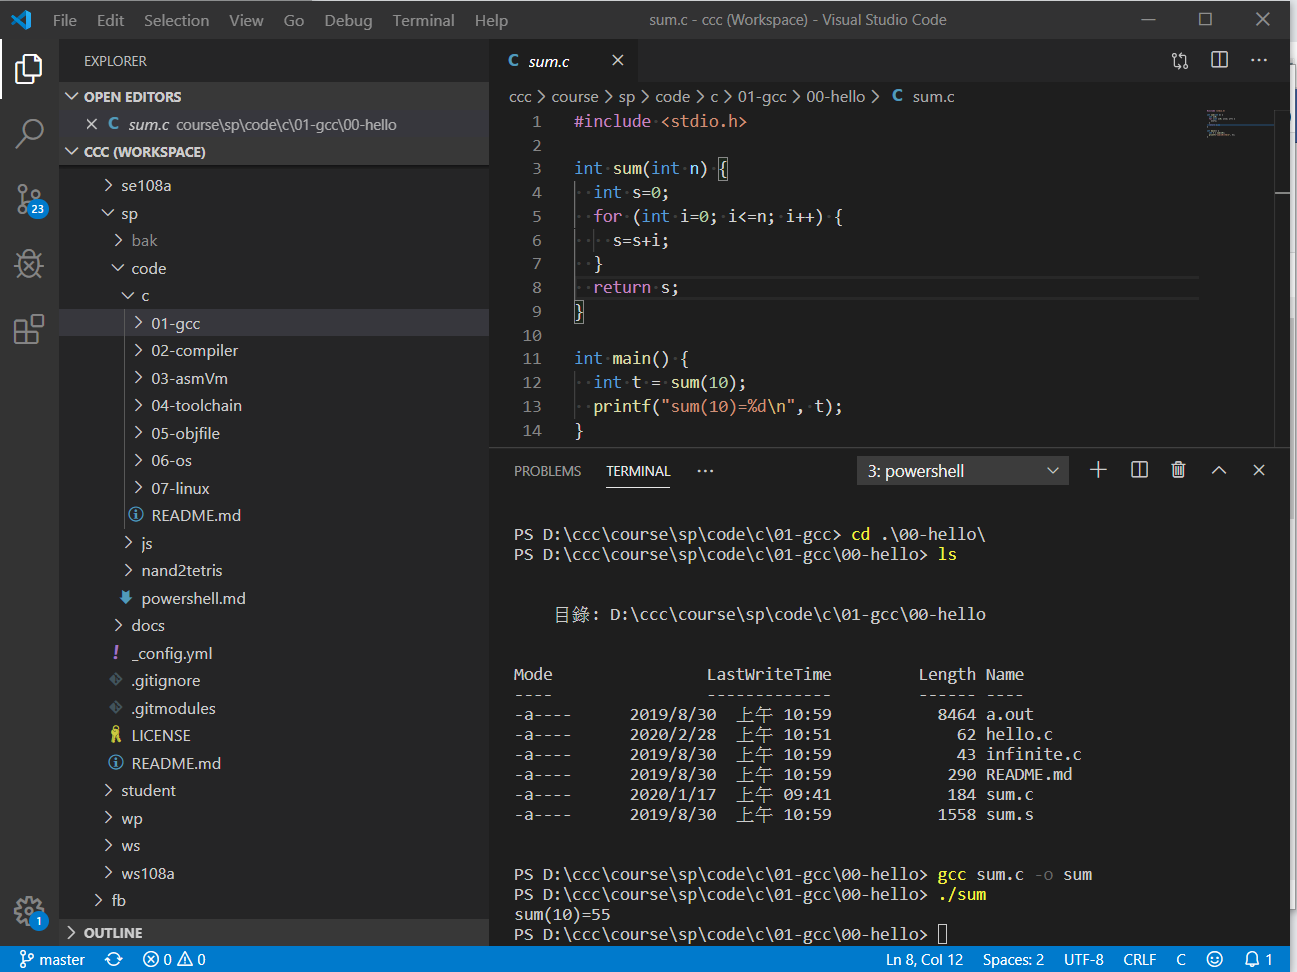 File Edit Selection View Go Debug Terminal Help sum.c - ccc (Workspace) - Visual Studio Code
EXPLORER
OPEN EDITORS
sum.c course\sp\code\c\01-gcc\00-hello
CCC (WORKSPACE)
se108a
sp
bak
code
c
01-gcc
02-compiler
03-asmVm
04-toolchain
05-objfile
06-os
07-linux
README.md
js
nand2tetris
powershell.md
docs
_config.yml
.gitignore
.gitmodules
LICENSE
README.md
student
wp
ws
ws108a
fb
OUTLINE
23
1
C sum.c
ccc > course > sp > code > c > 01-gcc > 00-hello > C sum.c
1 #include <stdio.h>
2
3 int sum(int n) {
4 int s=0;
5 for (int i=0; i<=n; i++) {
6 s=s+i;
7 }
8 return s;
9 }
10
11 int main() {
12 int t = sum(10);
13 printf("sum(10)=%d\n", t);
14 }
PROBLEMS TERMINAL ··· 3: powershell
PS D:\ccc\course\sp\code\c\01-gcc> cd .\00-hello\
PS D:\ccc\course\sp\code\c\01-gcc\00-hello> ls
目錄: D:\ccc\course\sp\code\c\01-gcc\00-hello
Mode LastWriteTime Length Name
---- ------------- ------ ----
-a---- 2019/8/30 上午 10:59 8464 a.out
-a---- 2020/2/28 上午 10:51 62 hello.c
-a---- 2019/8/30 上午 10:59 43 infinite.c
-a---- 2019/8/30 上午 10:59 290 README.md
-a---- 2020/1/17 上午 09:41 184 sum.c
-a---- 2019/8/30 上午 10:59 1558 sum.s
PS D:\ccc\course\sp\code\c\01-gcc\00-hello> gcc sum.c -o sum
PS D:\ccc\course\sp\code\c\01-gcc\00-hello> ./sum
sum(10)=55
PS D:\ccc\course\sp\code\c\01-gcc\00-hello>
master 0 0 Ln 8, Col 12 Spaces: 2 UTF-8 CRLF C 1